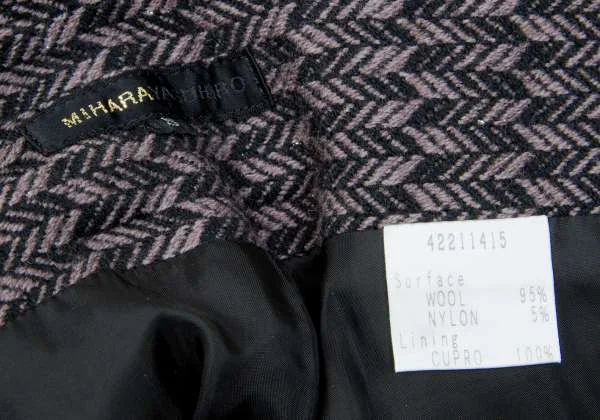 MIHARAYASUHIRO
42211415
Surface
WOOL 95%
NYLON 5%
Lining
CUPRO 100%